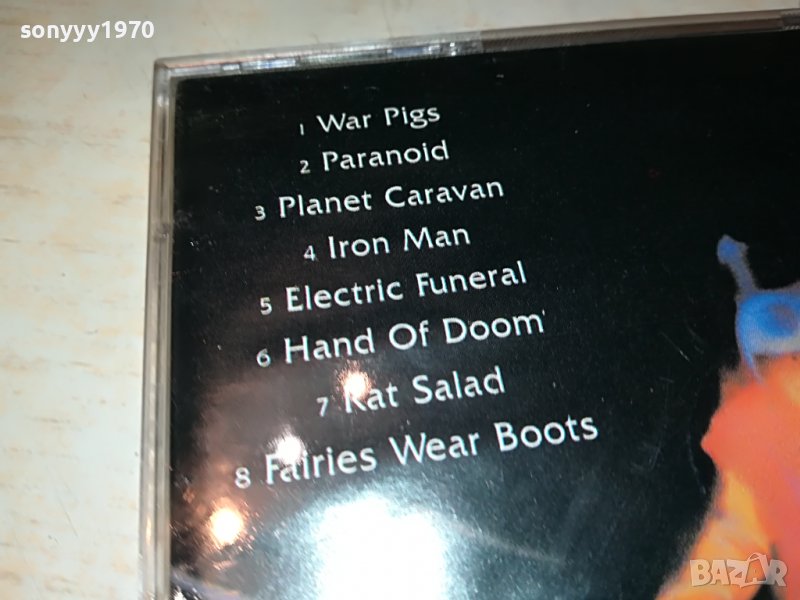 sonyyy1970
1 War Pigs
2 Paranoid
3 Planet Caravan
4 Iron Man
5 Electric Funeral
6 Hand Of Doom
7 Rat Salad
8 Fairies Wear Boots
BAZAR